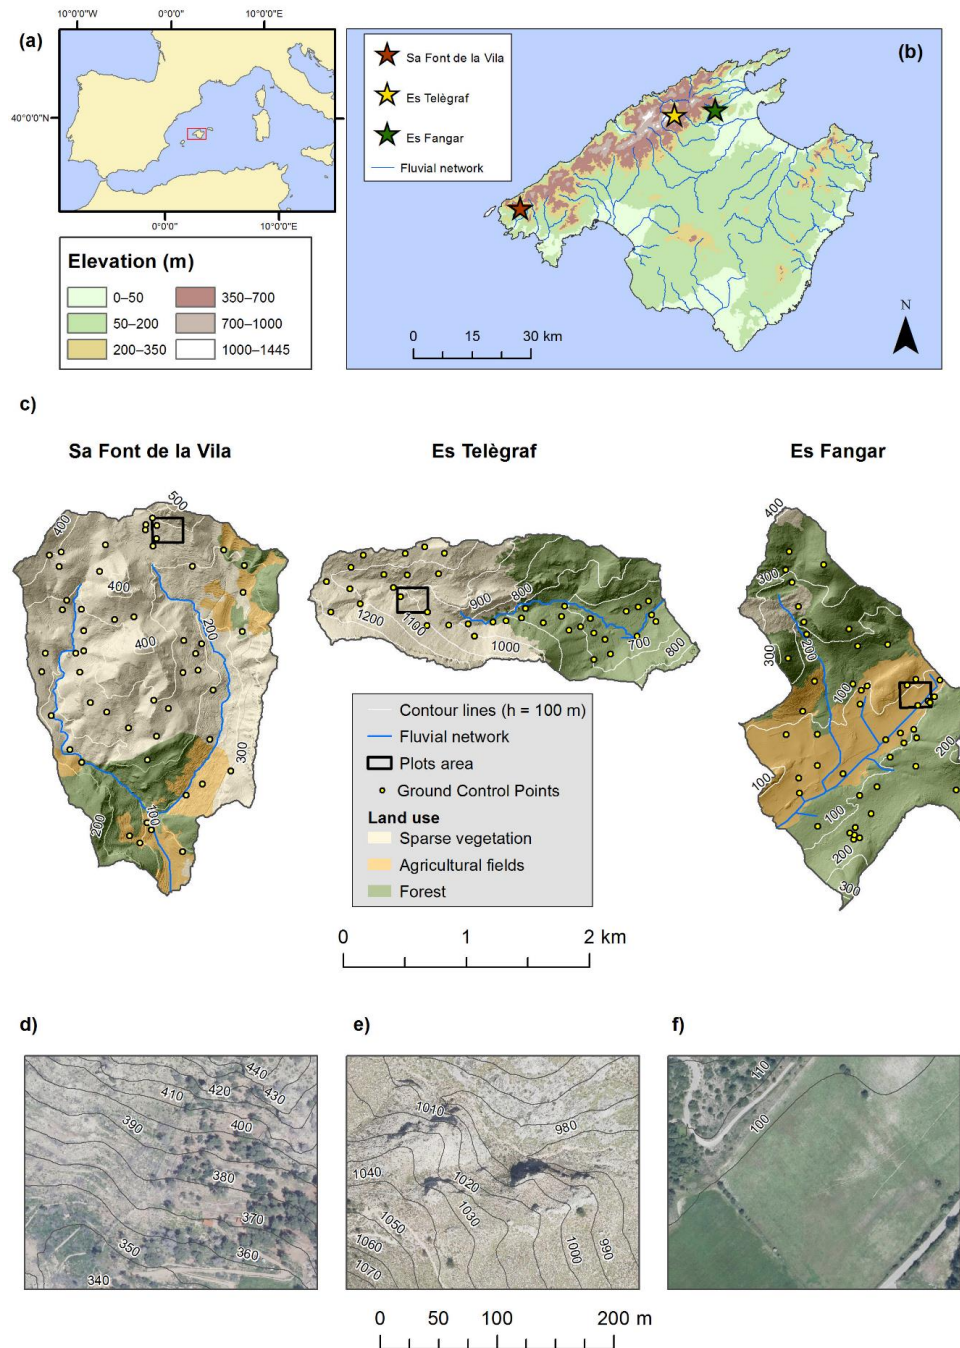 10°0'0"W 0°0'0" 10°0'0"E
(a)
40°0'0"N
0°0'0" 10°0'0"E
Elevation (m)
0–50 350–700
50–200 700–1000
200–350 1000–1445
(b)
Sa Font de la Vila
Es Telègraf
Es Fangar
Fluvial network
0 15 30 km
N
c)
Sa Font de la Vila
500
400
400
200
400
300
200
100
Es Telègraf
900
800
1200
1100
1000
700
800
Es Fangar
400
300
200
300
100
200
100
100
200
300
Contour lines (h = 100 m)
Fluvial network
Plots area
Ground Control Points
Land use
Sparse vegetation
Agricultural fields
Forest
0 1 2 km
d)
440
420
430
410
400
390
380
370
350
360
340
e)
1010
980
1040
1020
1030
1050
1060
1070
1000
990
f)
110
100
0 50 100 200 m